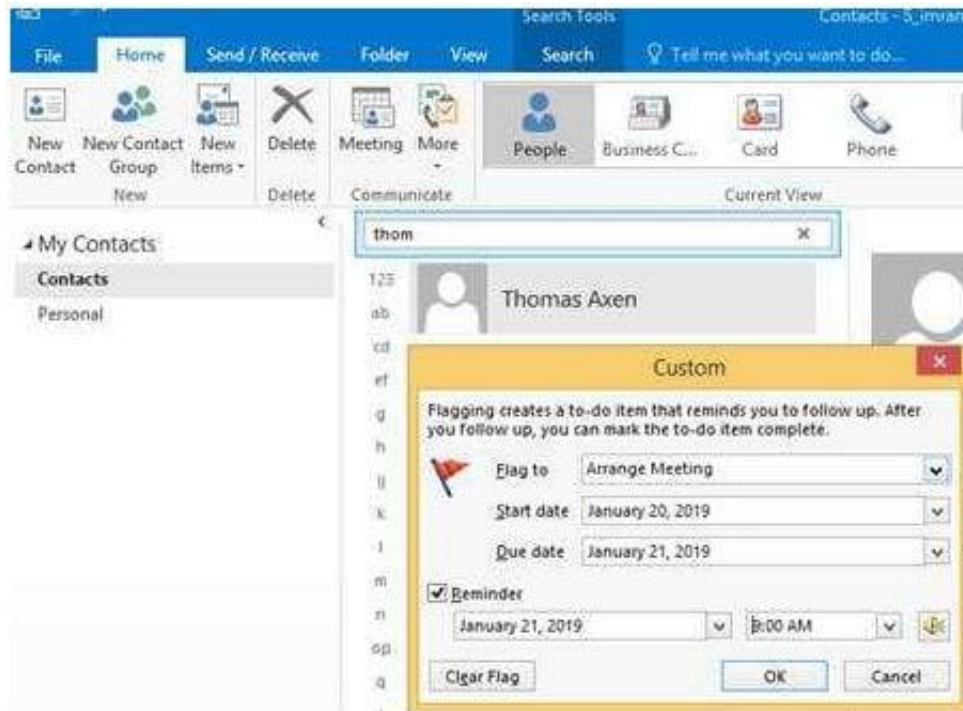 Search Tools
Contacts - S_imran
File Home Send / Receive Folder View Search Tell me what you want to do...
New Contact
New Contact Group
New Items
Delete
Meeting
More
People
Business C...
Card
Phone
New
Delete
Communicate
Current View
My Contacts
Contacts
Personal
thom
123
ab
cd
ef
g
h
ij
k
l
m
n
op
q
Thomas Axen
Custom
Flagging creates a to-do item that reminds you to follow up. After
you follow up, you can mark the to-do item complete.
Flag to Arrange Meeting
Start date January 20, 2019
Due date January 21, 2019
Reminder
January 21, 2019 9:00 AM
Clear Flag OK Cancel